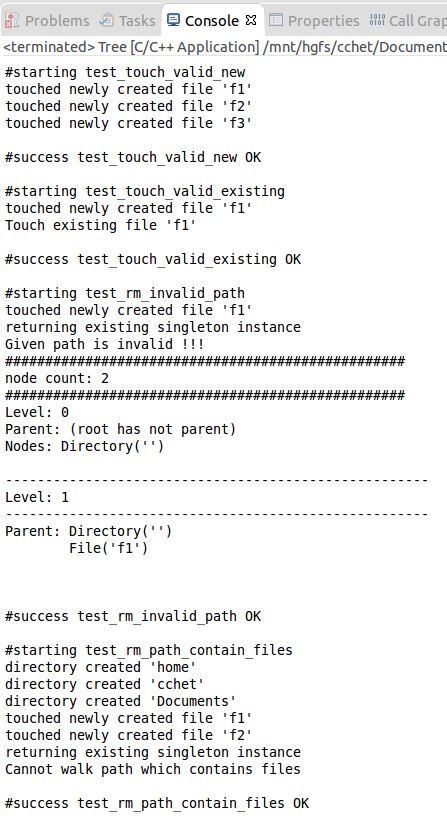 Problems Tasks Console Properties Call Grap
<terminated> Tree [C/C++ Application] /mnt/hgfs/cchet/Document
#starting test_touch_valid_new
touched newly created file 'f1'
touched newly created file 'f2'
touched newly created file 'f3'
#success test_touch_valid_new OK
#starting test_touch_valid_existing
touched newly created file 'f1'
Touch existing file 'f1'
#success test_touch_valid_existing OK
#starting test_rm_invalid_path
touched newly created file 'f1'
returning existing singleton instance
Given path is invalid !!!
##################################################
node count: 2
##################################################
Level: 0
Parent: (root has not parent)
Nodes: Directory('')
-----------------------------------------------------
Level: 1
-----------------------------------------------------
Parent: Directory('')
File('f1')
#success test_rm_invalid_path OK
#starting test_rm_path_contain_files
directory created 'home'
directory created 'cchet'
directory created 'Documents'
touched newly created file 'f1'
touched newly created file 'f2'
returning existing singleton instance
Cannot walk path which contains files
#success test_rm_path_contain_files OK